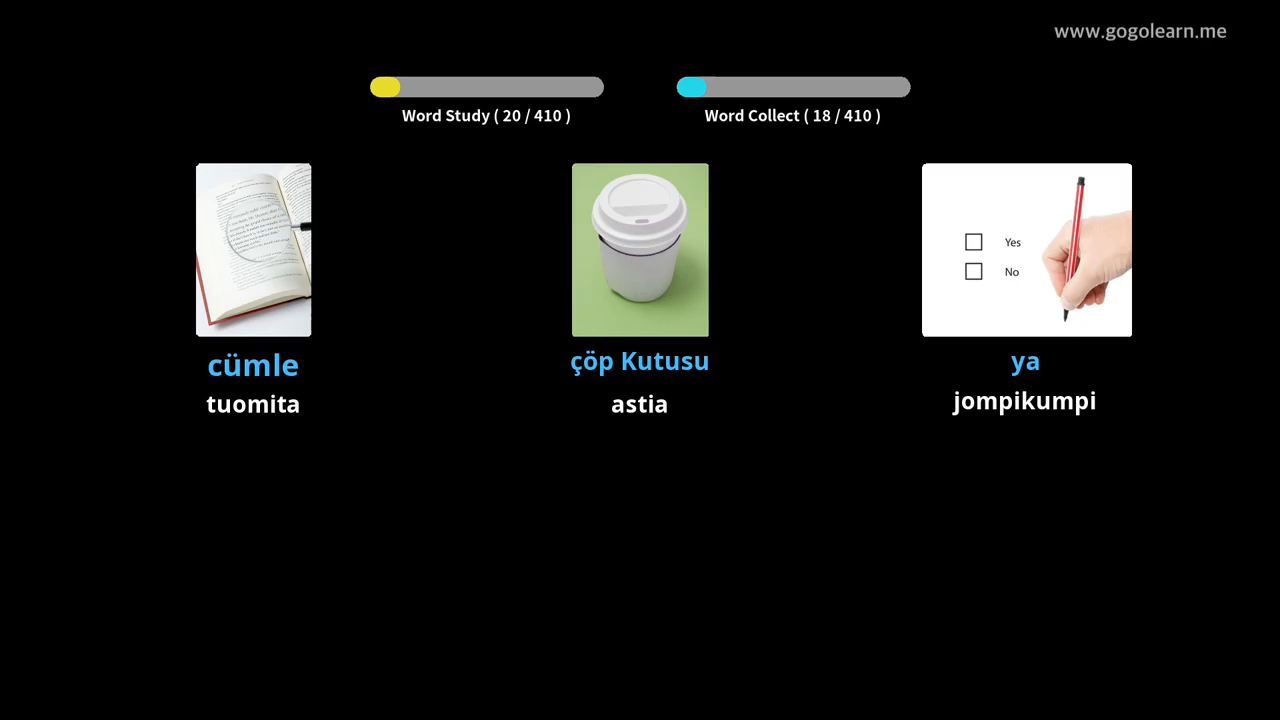 www.gogolearn.me
Word Study ( 20 / 410 )
Word Collect ( 18 / 410 )
Yes
No
cümle
çöp Kutusu
ya
tuomita
astia
jompikumpi